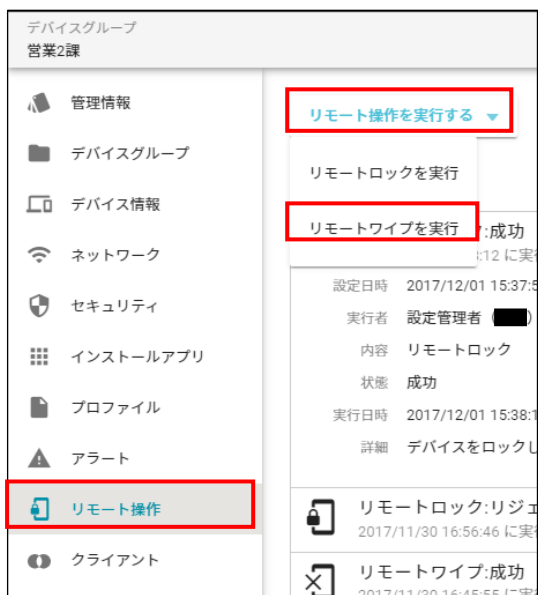 デバイスグループ
営業2課
管理情報
デバイスグループ
デバイス情報
ネットワーク
セキュリティ
インストールアプリ
プロファイル
アラート
リモート操作
クライアント
リモート操作を実行する
リモートロックを実行
リモートワイプを実行
:成功
:12 に実
設定日時 2017/12/01 15:37:5
実行者 設定管理者(
)
内容 リモートロック
状態 成功
実行日時 2017/12/01 15:38:1
詳細 デバイスをロックし
リモートロック:リジェ
2017/11/30 16:56:46 に実
リモートワイプ:成功
2017/11/30 16:45:55 に実